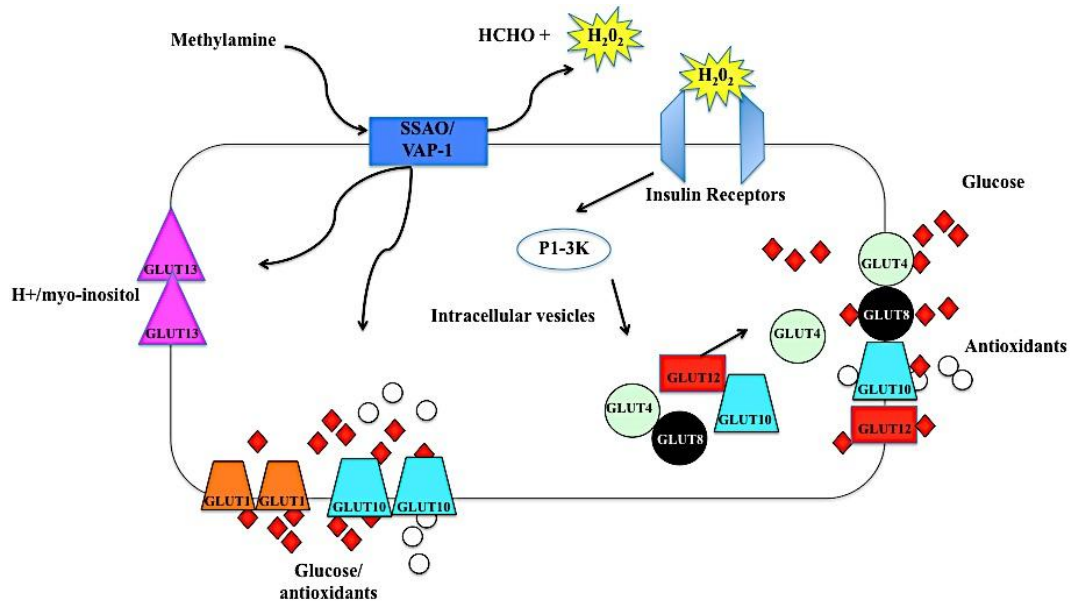 Methylamine
HCHO +
H₂0₂
H₂0₂
SSAO/
VAP-1
Insulin Receptors
Glucose
P1-3K
GLUT4
GLUT13
H+/myo-inositol
GLUT13
Intracellular vesicles
GLUT4
GLUT8
Antioxidants
GLUT12
GLUT10
GLUT4
GLUT10
GLUT8
GLUT12
GLUT1
GLUT1
GLUT10
GLUT10
Glucose/
antioxidants